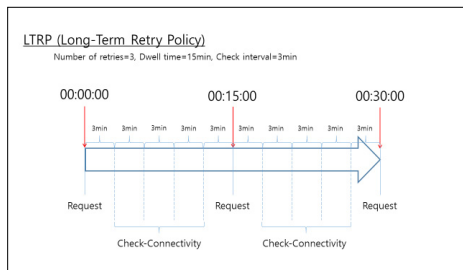 LTRP (Long-Term Retry Policy)
Number of retries=3, Dwell time=15min, Check interval=3min
00:00:00 00:15:00 00:30:00
3min 3min 3min 3min 3min 3min 3min 3min 3min 3min
Request Request Request
Check-Connectivity Check-Connectivity